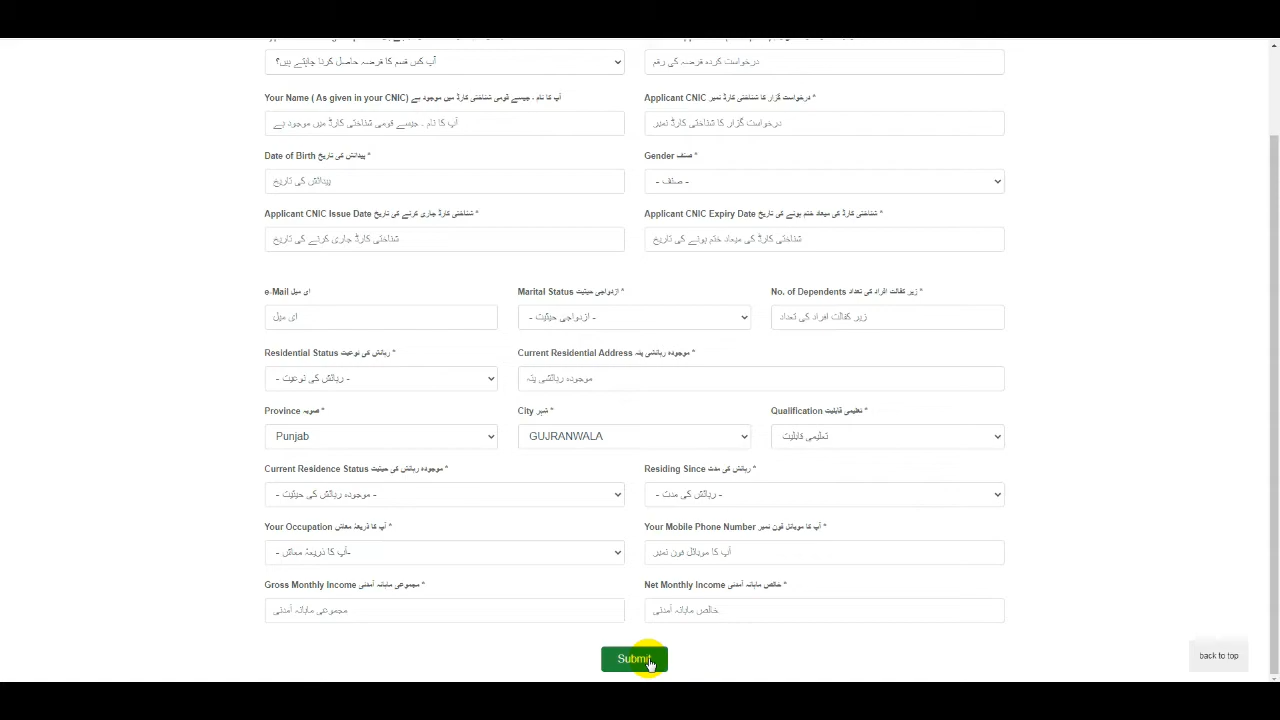 آپ کس قسم کا قرضہ حاصل کرنا چاہتے ہیں؟
درخواست کردہ قرضہ کی رقم
Your Name ( As given in your CNIC) آپ کا نام ۔ جیسے قومی شناختی کارڈ میں موجود ہے
Applicant CNIC درخواست گزار کا شناختی کارڈ نمبر *
آپ کا نام ۔ جیسے قومی شناختی کارڈ میں موجود ہے
درخواست گزار کا شناختی کارڈ نمبر
Date of Birth پیدائش کی تاریخ *
Gender صنف *
پیدائش کی تاریخ
- صنف -
Applicant CNIC Issue Date شناختی کارڈ جاری کرنے کی تاریخ *
Applicant CNIC Expiry Date شناختی کارڈ کی میعاد ختم ہونے کی تاریخ *
شناختی کارڈ جاری کرنے کی تاریخ
شناختی کارڈ کی میعاد ختم ہونے کی تاریخ
e-Mail ای میل
Marital Status ازدواجی حیثیت *
No. of Dependents زیر کفالت افراد کی تعداد *
ای میل
- ازدواجی حیثیت -
زیر کفالت افراد کی تعداد
Residential Status رہائش کی نوعیت *
Current Residential Address موجودہ رہائشی پتہ *
- رہائش کی نوعیت -
موجودہ رہائشی پتہ
Province صوبہ *
City شہر *
Qualification تعلیمی قابلیت *
Punjab
GUJRANWALA
تعلیمی قابلیت
Current Residence Status موجودہ رہائش کی حیثیت *
Residing Since رہائش کی مدت *
- موجودہ رہائش کی حیثیت -
- رہائش کی مدت -
Your Occupation آپ کا ذریعۂ معاش *
Your Mobile Phone Number آپ کا موبائل فون نمبر *
-آپ کا ذریعۂ معاش -
آپ کا موبائل فون نمبر
Gross Monthly Income مجموعی ماہانہ آمدنی *
Net Monthly Income خالص ماہانہ آمدنی *
مجموعی ماہانہ آمدنی
خالص ماہانہ آمدنی
Submit
back to top